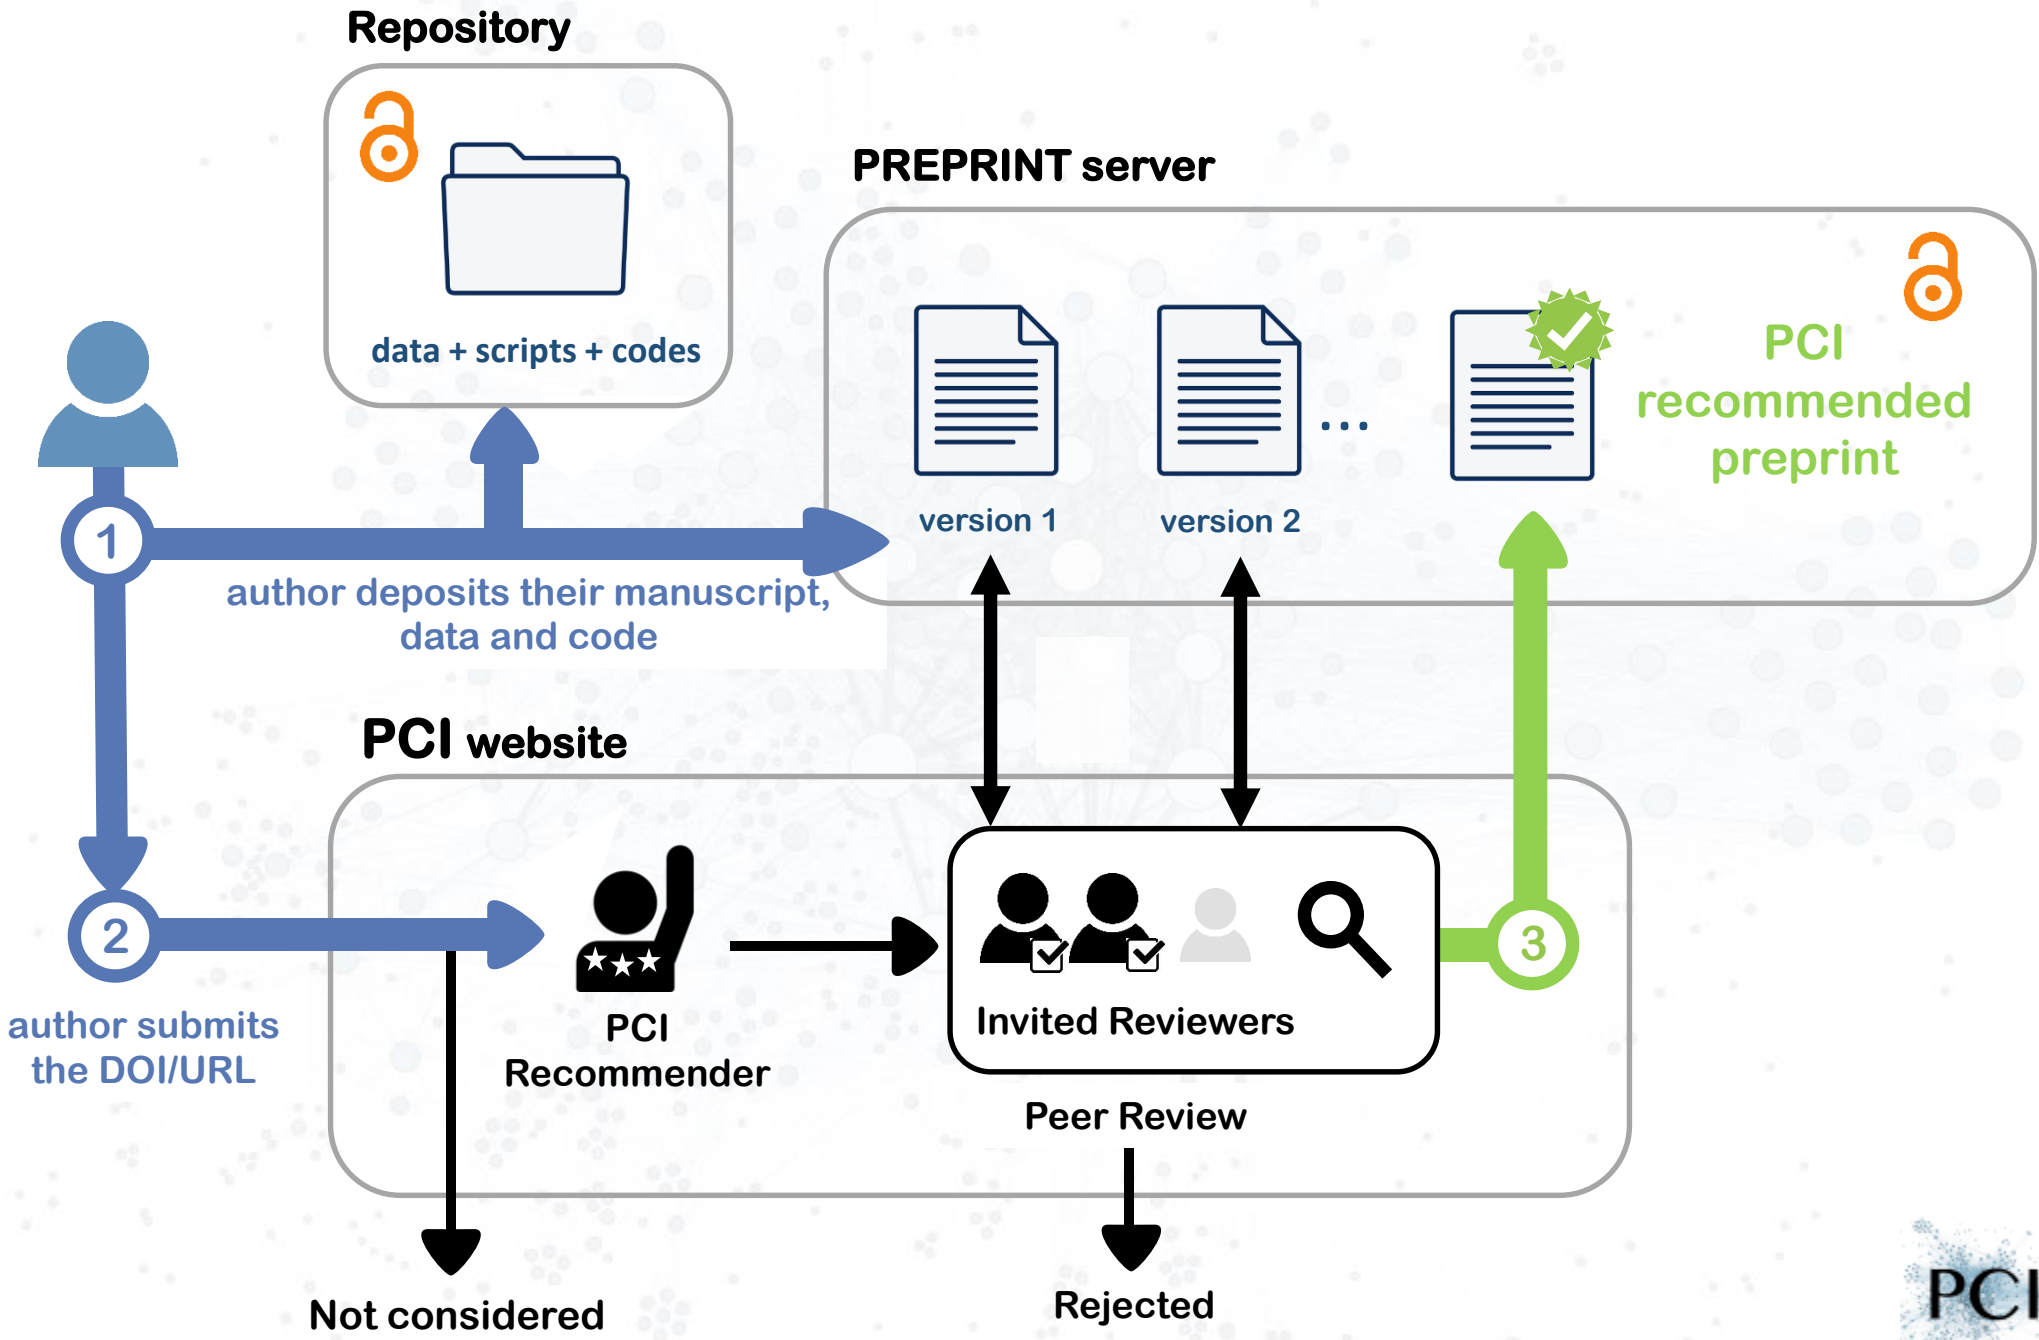 Repository
data + scripts + codes
PREPRINT server
version 1
version 2
...
PCI
recommended
preprint
1
author deposits their manuscript,
data and code
PCI website
2
author submits
the DOI/URL
PCI
Recommender
Invited Reviewers
3
Peer Review
Not considered
Rejected
PCI